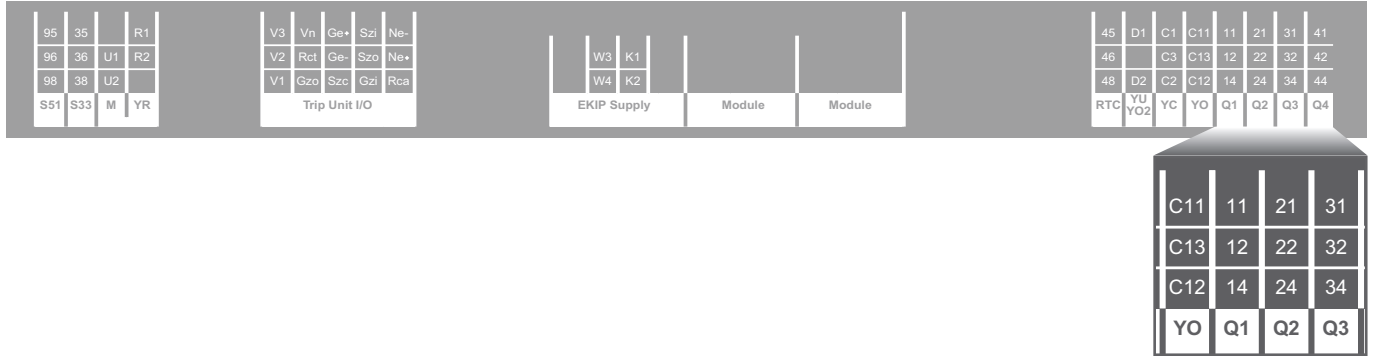 95 35 R1 V3 Vn Ge+ Szi Ne- 45 D1 C1 C11 11 21 31 41
96 36 U1 R2 V2 Rct Ge- Szo Ne+ W3 K1 46 C3 C13 12 22 32 42
98 38 U2 V1 Gzo Szc Gzi Rca W4 K2 48 D2 C2 C12 14 24 34 44
S51 S33 M YR Trip Unit I/O EKIP Supply Module Module RTC YU YC YO Q1 Q2 Q3 Q4
YO2
C11 11 21 31
C13 12 22 32
C12 14 24 34
YO Q1 Q2 Q3